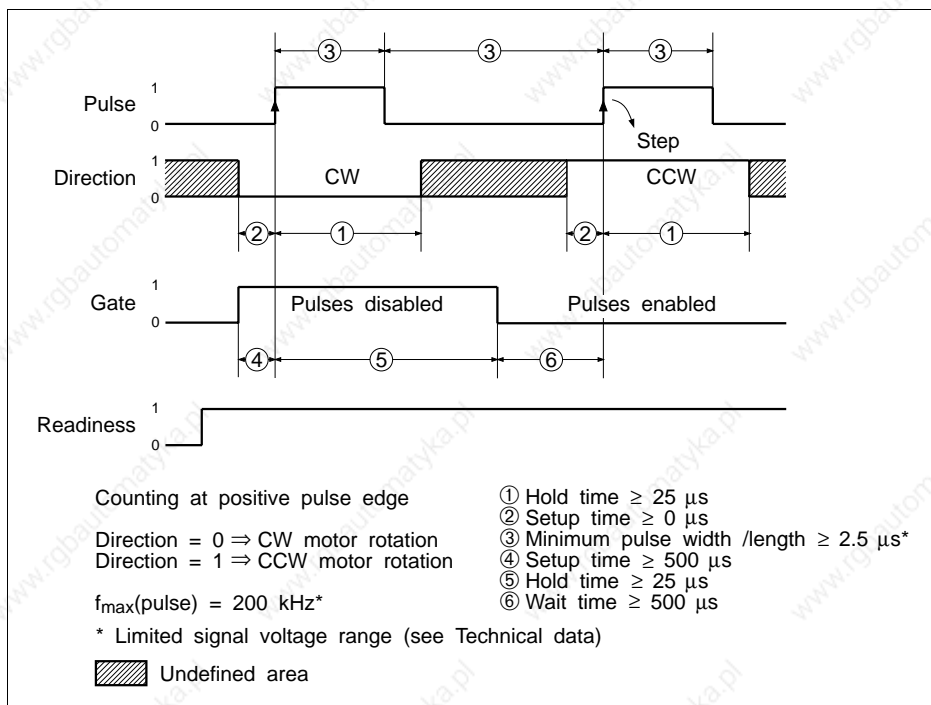 ③ ③ ③
Pulse 1 0
Step
Direction 1 0 CW CCW
② ① ② ①
Gate 1 0 Pulses disabled Pulses enabled
④ ⑤ ⑥
Readiness 1 0
Counting at positive pulse edge
Direction = 0 ⇒ CW motor rotation
Direction = 1 ⇒ CCW motor rotation
fmax(pulse) = 200 kHz*
* Limited signal voltage range (see Technical data)
Undefined area
① Hold time ≥ 25 µs
② Setup time ≥ 0 µs
③ Minimum pulse width /length ≥ 2.5 µs*
④ Setup time ≥ 500 µs
⑤ Hold time ≥ 25 µs
⑥ Wait time ≥ 500 µs
www.rgbautomatyka.pl